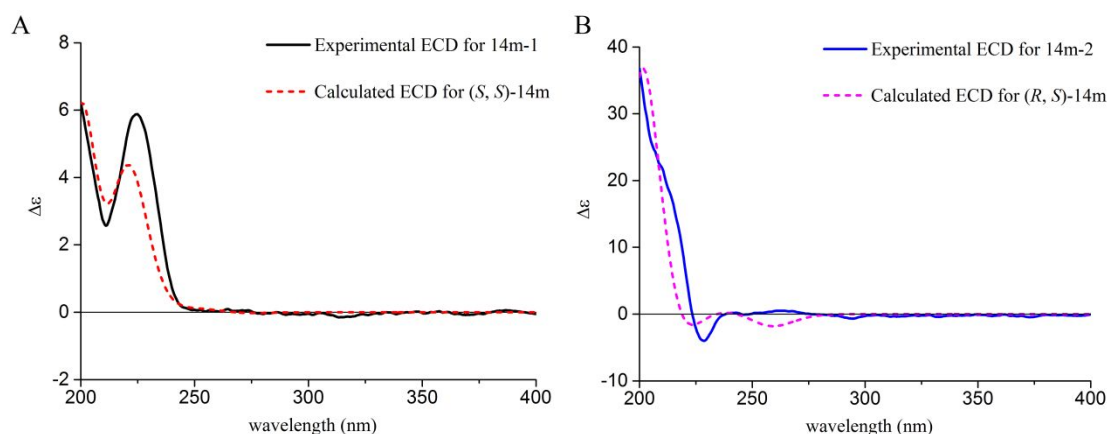 A
Experimental ECD for 14m-1
Calculated ECD for (S, S)-14m
8
6
4
2
0
-2
Δε
200 250 300 350 400
wavelength (nm)
B
Experimental ECD for 14m-2
Calculated ECD for (R, S)-14m
40
30
20
10
0
-10
Δε
200 250 300 350 400
wavelength (nm)